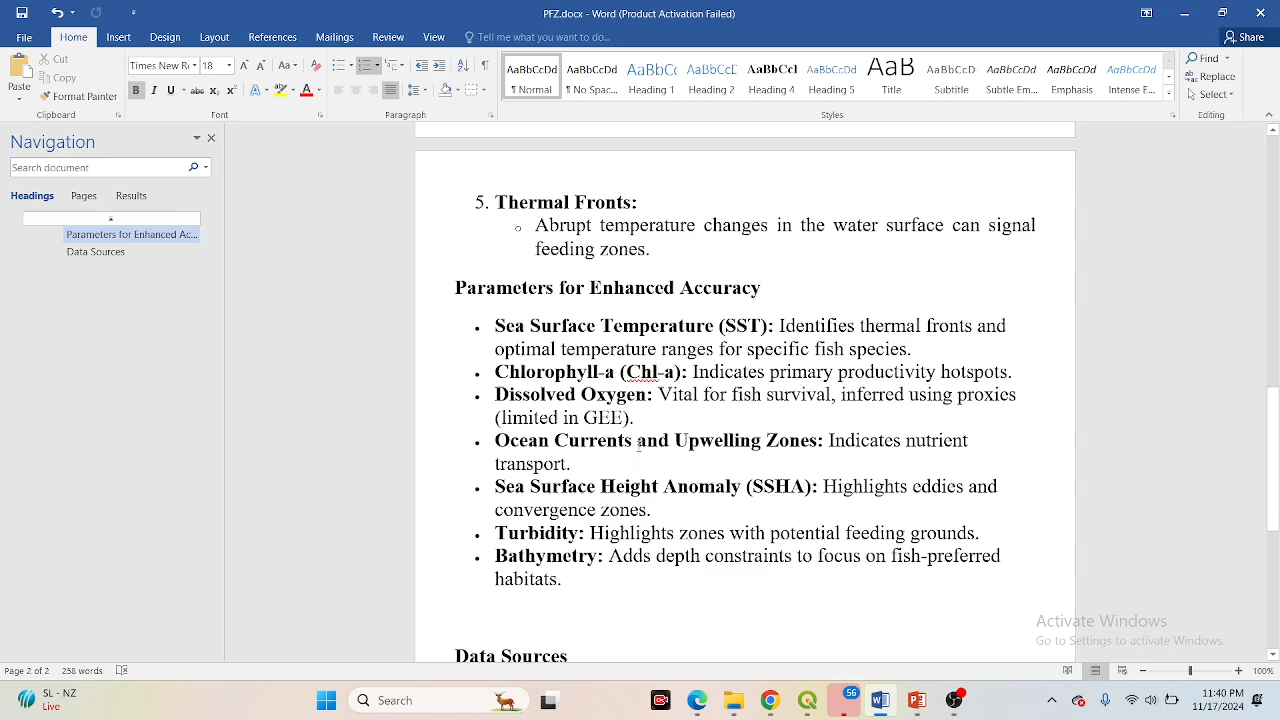 PFZ.docx - Word (Product Activation Failed)
File Home Insert Design Layout References Mailings Review View Tell me what you want to do... Share
Paste Cut Copy Format Painter
Times New Ro 18
Clipboard Font Paragraph Styles Editing
AaBbCcDd AaBbCcDd AaBbCc AaBbCcD AaBbCcI AaBbCcDd AaB AaBbCcD AaBbCcDd AaBbCcDd AaBbCcDd
¶ Normal ¶ No Spac... Heading 1 Heading 2 Heading 4 Heading 5 Title Subtitle Subtle Em... Emphasis Intense E...
Find
Replace
Select
Navigation
Search document
Headings Pages Results
Parameters for Enhanced Ac...
Data Sources
5. Thermal Fronts:
Abrupt temperature changes in the water surface can signal
feeding zones.
Parameters for Enhanced Accuracy
Sea Surface Temperature (SST): Identifies thermal fronts and
optimal temperature ranges for specific fish species.
Chlorophyll-a (Chl-a): Indicates primary productivity hotspots.
Dissolved Oxygen: Vital for fish survival, inferred using proxies
(limited in GEE).
Ocean Currents and Upwelling Zones: Indicates nutrient
transport.
Sea Surface Height Anomaly (SSHA): Highlights eddies and
convergence zones.
Turbidity: Highlights zones with potential feeding grounds.
Bathymetry: Adds depth constraints to focus on fish-preferred
habitats.
Data Sources
Activate Windows
Go to Settings to activate Windows.
Page 2 of 2 258 words 100%
SL - NZ
Live
Search
56
11:40 PM
11/17/2024